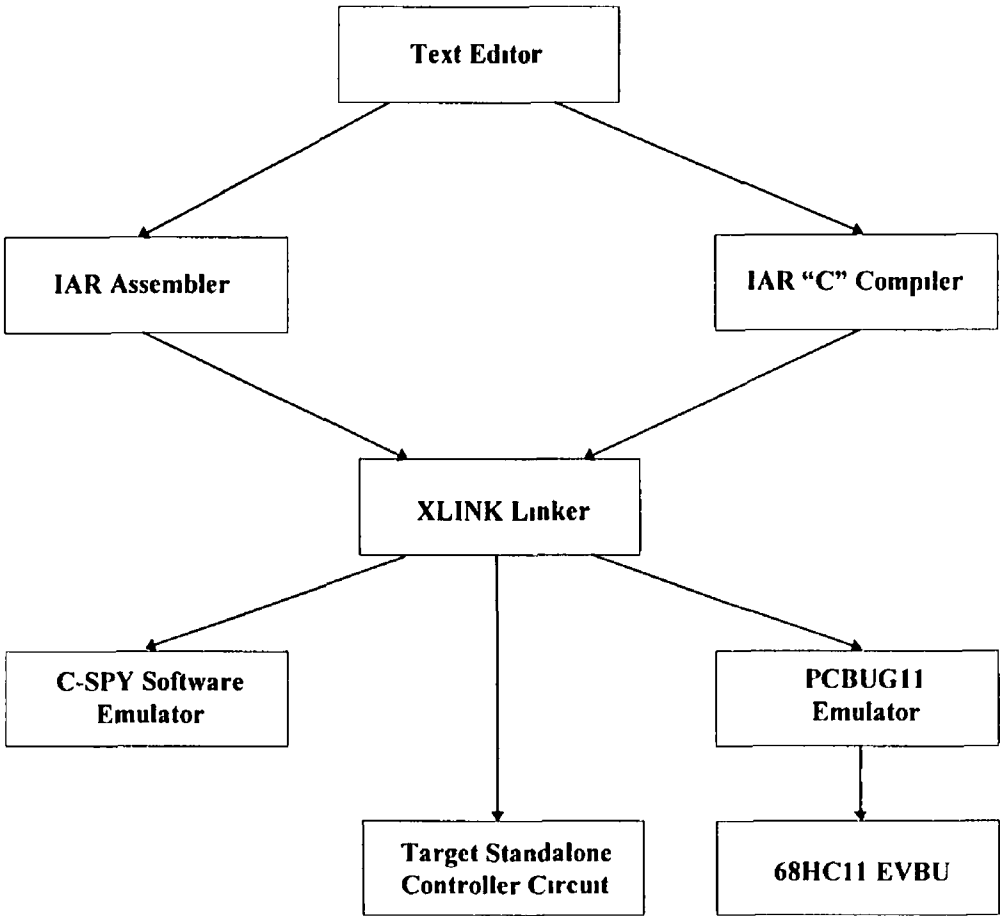 Text Editor
IAR Assembler
IAR “C” Compiler
XLINK Linker
C-SPY Software
Emulator
PCBUG11
Emulator
Target Standalone
Controller Circuit
68HC11 EVBU